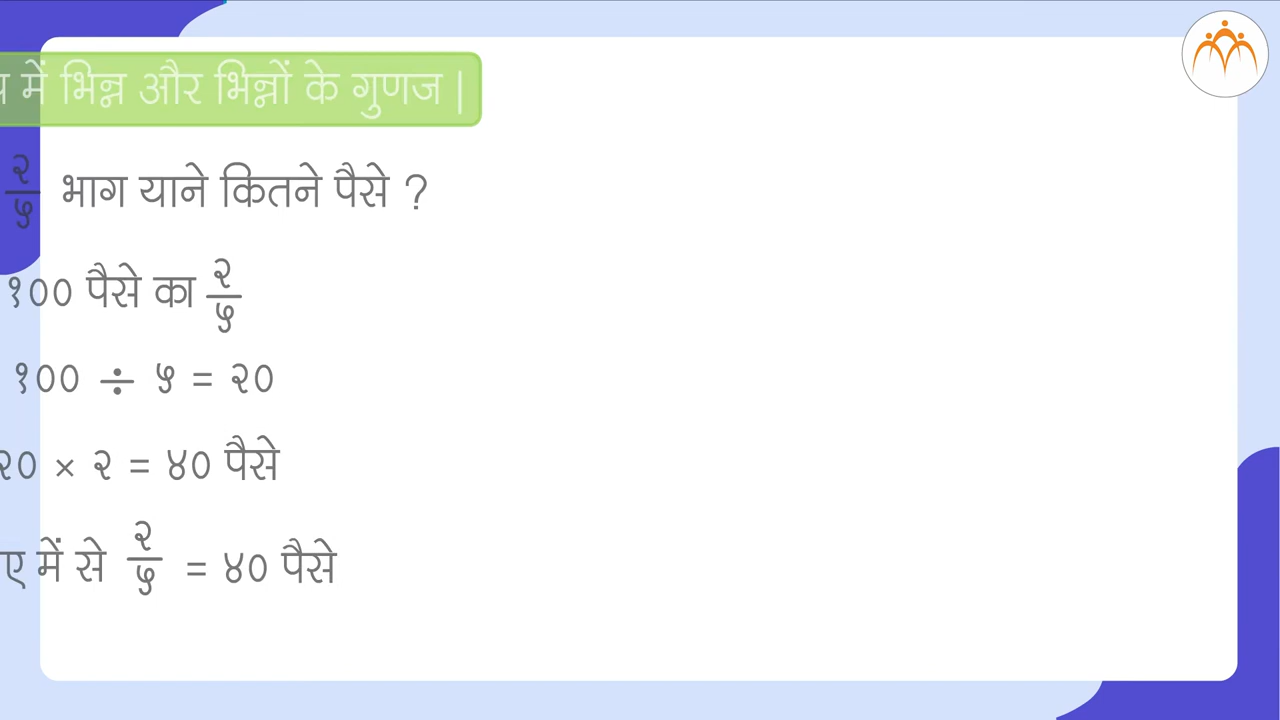 में भिन्न और भिन्नों के गुणज |
२/५ भाग याने कितने पैसे ?
१०० पैसे का २/५
१०० ÷ ५ = २०
२० × २ = ४० पैसे
में से २/५ = ४० पैसे